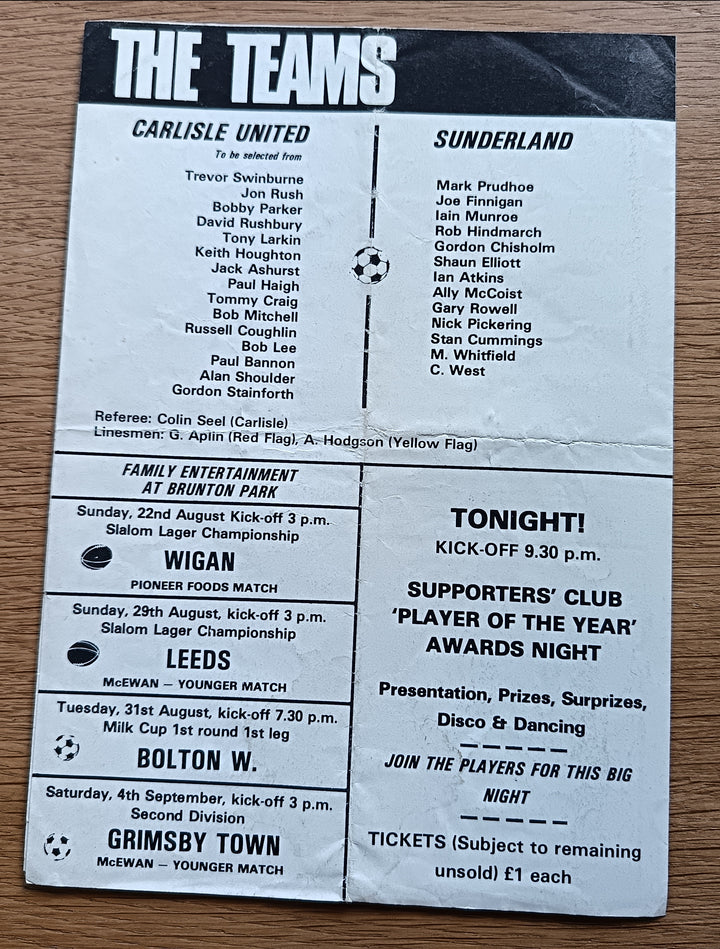 THE TEAMS
CARLISLE UNITED
To be selected from
Trevor Swinburne
Jon Rush
Bobby Parker
David Rushbury
Tony Larkin
Keith Houghton
Jack Ashurst
Paul Haigh
Tommy Craig
Bob Mitchell
Russell Coughlin
Bob Lee
Paul Bannon
Alan Shoulder
Gordon Stainforth
SUNDERLAND
Mark Prudhoe
Joe Finnigan
Iain Munroe
Rob Hindmarch
Gordon Chisholm
Shaun Elliott
Ian Atkins
Ally McCoist
Gary Rowell
Nick Pickering
Stan Cummings
M. Whitfield
C. West
Referee: Colin Seel (Carlisle)
Linesmen: G. Aplin (Red Flag), A. Hodgson (Yellow Flag)
FAMILY ENTERTAINMENT
AT BRUNTON PARK
Sunday, 22nd August Kick-off 3 p.m.
Slalom Lager Championship
WIGAN
PIONEER FOODS MATCH
Sunday, 29th August, kick-off 3 p.m.
Slalom Lager Championship
LEEDS
McEWAN – YOUNGER MATCH
Tuesday, 31st August, kick-off 7.30 p.m.
Milk Cup 1st round 1st leg
BOLTON W.
Saturday, 4th September, kick-off 3 p.m.
Second Division
GRIMSBY TOWN
McEWAN – YOUNGER MATCH
TONIGHT!
KICK-OFF 9.30 p.m.
SUPPORTERS' CLUB
'PLAYER OF THE YEAR'
AWARDS NIGHT
Presentation, Prizes, Surprizes,
Disco & Dancing
JOIN THE PLAYERS FOR THIS BIG
NIGHT
TICKETS (Subject to remaining
unsold) £1 each